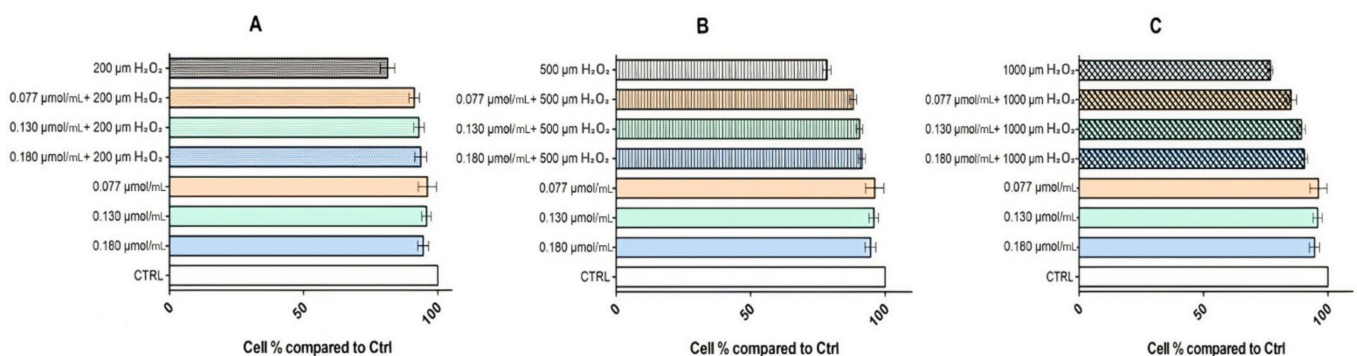 A
200 µm H₂O₂
0.077 µmol/mL+ 200 µm H₂O₂
0.130 µmol/mL+ 200 µm H₂O₂
0.180 µmol/mL+ 200 µm H₂O₂
0.077 µmol/mL
0.130 µmol/mL
0.180 µmol/mL
CTRL
0
50
100
Cell % compared to Ctrl
B
500 µm H₂O₂
0.077 µmol/mL+ 500 µm H₂O₂
0.130 µmol/mL+ 500 µm H₂O₂
0.180 µmol/mL+ 500 µm H₂O₂
0.077 µmol/mL
0.130 µmol/mL
0.180 µmol/mL
CTRL
0
50
100
Cell % compared to Ctrl
C
1000 µm H₂O₂
0.077 µmol/mL+ 1000 µm H₂O₂
0.130 µmol/mL+ 1000 µm H₂O₂
0.180 µmol/mL+ 1000 µm H₂O₂
0.077 µmol/mL
0.130 µmol/mL
0.180 µmol/mL
CTRL
0
50
100
Cell % compared to Ctrl